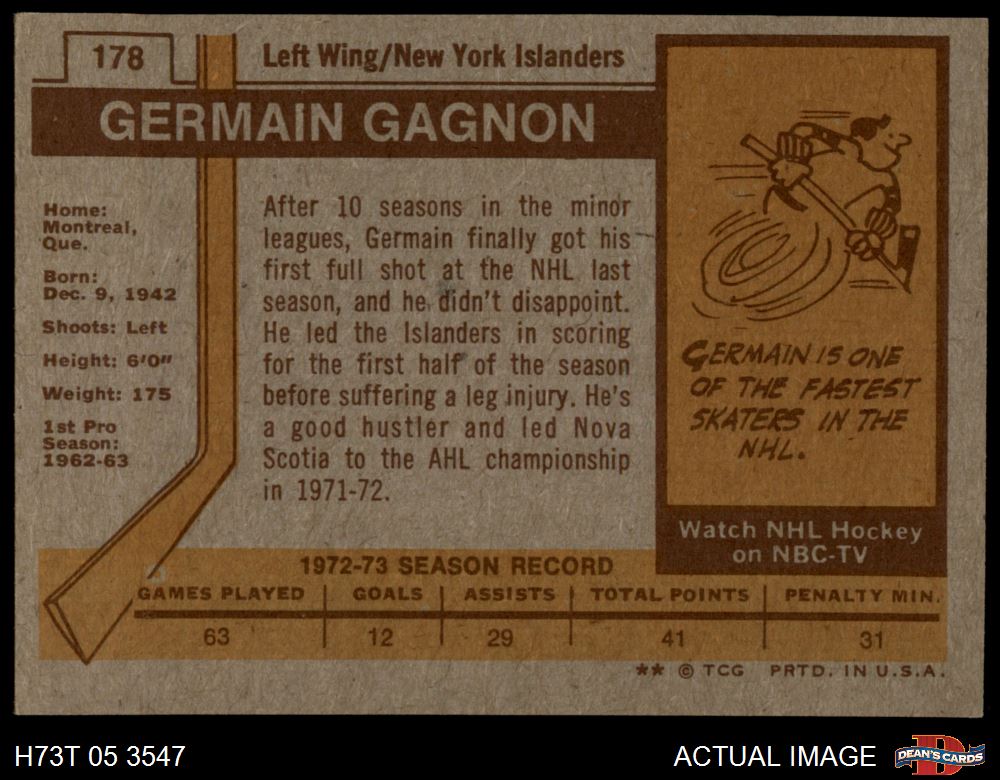 178
Left Wing/New York Islanders
GERMAIN GAGNON
Home:
Montreal,
Que.
Born:
Dec. 9, 1942
Shoots: Left
Height: 6'0"
Weight: 175
1st Pro
Season:
1962-63
After 10 seasons in the minor
leagues, Germain finally got his
first full shot at the NHL last
season, and he didn't disappoint.
He led the Islanders in scoring
for the first half of the season
before suffering a leg injury. He's
a good hustler and led Nova
Scotia to the AHL championship
in 1971-72.
GERMAIN IS ONE
OF THE FASTEST
SKATERS IN THE
NHL.
Watch NHL Hockey
on NBC-TV
1972-73 SEASON RECORD
GAMES PLAYED GOALS ASSISTS TOTAL POINTS PENALTY MIN.
63 12 29 41 31
** © TCG PRTD. IN U.S.A.
H73T 05 3547
ACTUAL IMAGE
D
DEAN'S CARDS